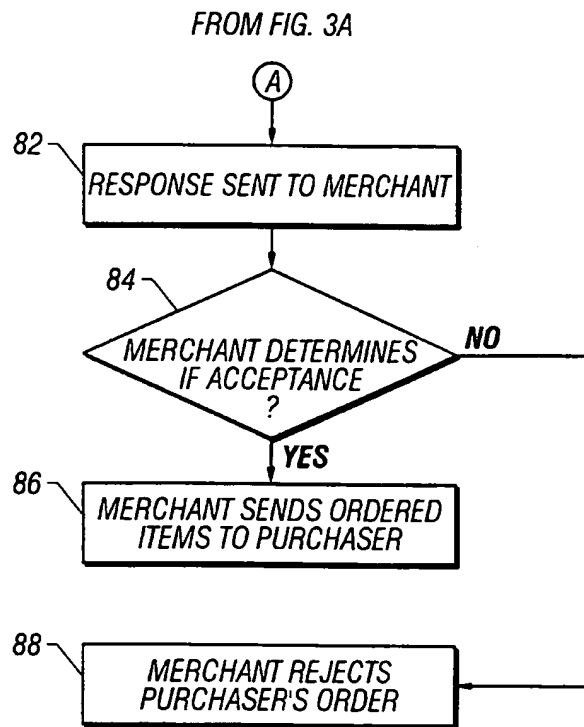 FROM FIG. 3A
A
82
RESPONSE SENT TO MERCHANT
84
MERCHANT DETERMINES
IF ACCEPTANCE
?
NO
YES
86
MERCHANT SENDS ORDERED
ITEMS TO PURCHASER
88
MERCHANT REJECTS
PURCHASER'S ORDER